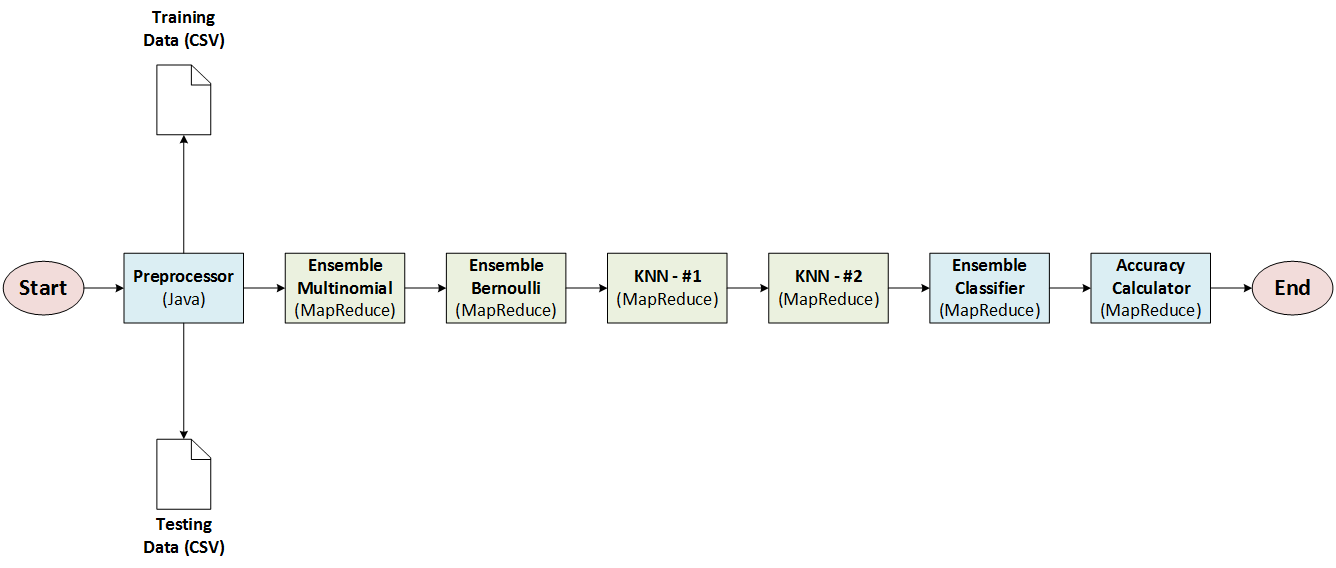 Training
Data (CSV)
Start
Preprocessor
(Java)
Ensemble
Multinomial
(MapReduce)
Ensemble
Bernoulli
(MapReduce)
KNN - #1
(MapReduce)
KNN - #2
(MapReduce)
Ensemble
Classifier
(MapReduce)
Accuracy
Calculator
(MapReduce)
End
Testing
Data (CSV)